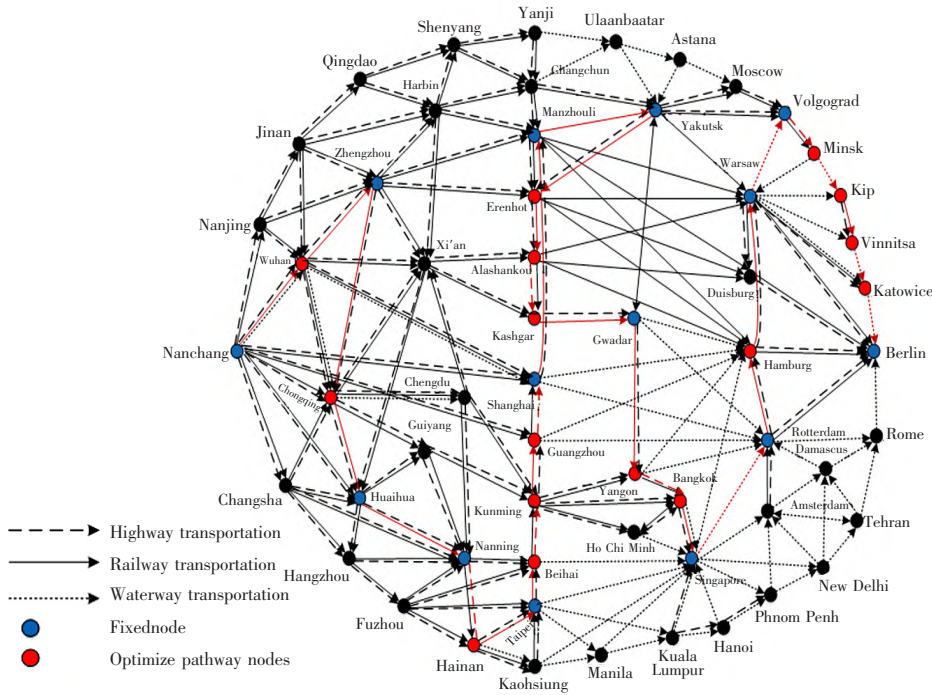 Yanji
Ulaanbaatar
Shenyang
Astana
Qingdao
Changchun
Moscow
Harbin
Volgograd
Manzhouli
Yakutsk
Jinan
Minsk
Zhengzhou
Warsaw
Kip
Erenhot
Nanjing
Vinnitsa
Xi'an
Wuhan
Alashankou
Katowice
Duisburg
Kashgar
Gwadar
Nanchang
Berlin
Hamburg
Chengdu
Chongqing
Shanghai
Guiyang
Rotterdam
Rome
Guangzhou
Damascus
Changsha
Huaihua
Yangon
Bangkok
Kunming
Amsterdam
Tehran
Highway transportation
Nanning
Ho Chi Minh
Railway transportation
Hangzhou
Beihai
Singapore
New Delhi
Waterway transportation
Fuzhou
Phnom Penh
Fixednode
Taipei
Hanoi
Optimize pathway nodes
Hainan
Kuala
Lumpur
Manila
Kaohsiung